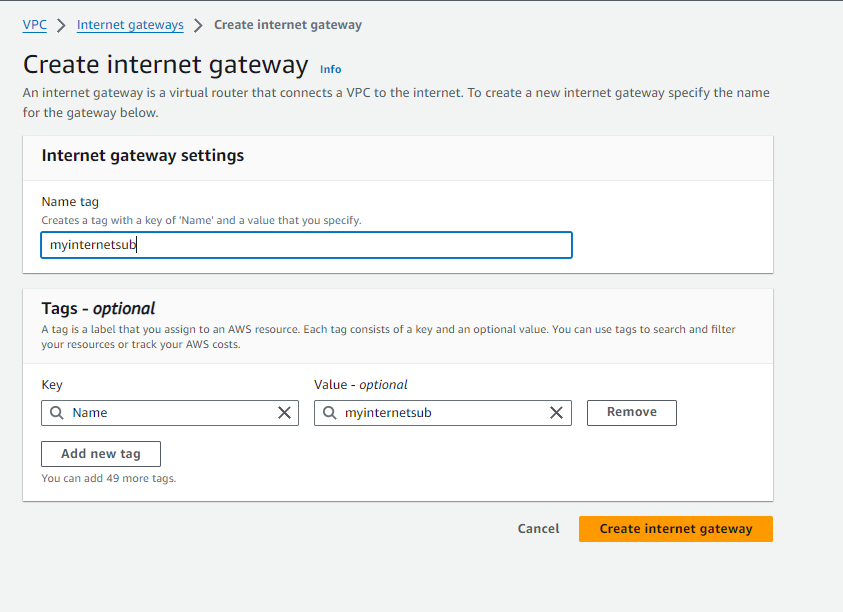 VPC > Internet gateways > Create internet gateway
Create internet gateway Info
An internet gateway is a virtual router that connects a VPC to the internet. To create a new internet gateway specify the name
for the gateway below.
Internet gateway settings
Name tag
Creates a tag with a key of 'Name' and a value that you specify.
myinternetsub
Tags - optional
A tag is a label that you assign to an AWS resource. Each tag consists of a key and an optional value. You can use tags to search and filter
your resources or track your AWS costs.
Key Value - optional
Name myinternetsub Remove
Add new tag
You can add 49 more tags.
Cancel Create internet gateway